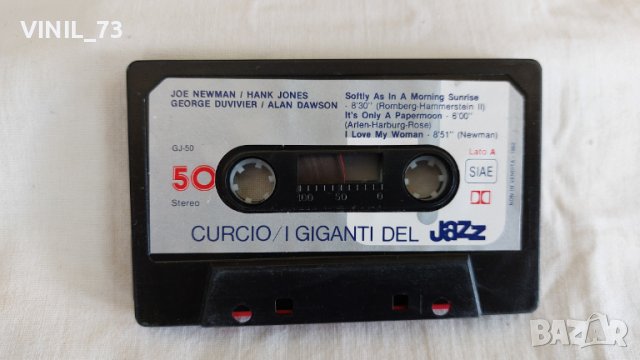 VINIL_73
JOE NEWMAN / HANK JONES
GEORGE DUVIVIER / ALAN DAWSON
Softly As In A Morning Sunrise
- 8'30" (Romberg-Hammerstein II)
It's Only A Papermoon - 8'00"
(Arlen-Harburg-Rose)
I Love My Woman - 8'51" (Newman)
GJ-50
50
Stereo
Lato A
SIAE
100 50 0
CURCIO/I GIGANTI DEL Jazz
BAZAR